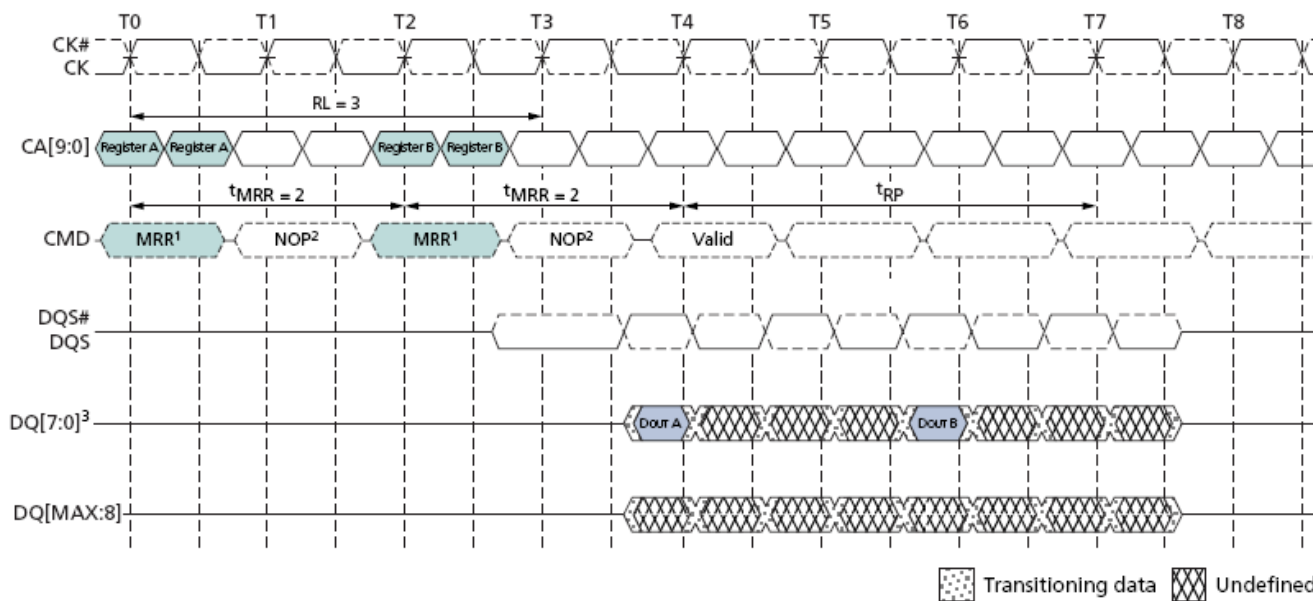 T0 T1 T2 T3 T4 T5 T6 T7 T8
CK#
CK
RL = 3
CA[9:0] Register A Register A Register B Register B
tMRR = 2 tMRR = 2 tRP
CMD MRR1 NOP2 MRR1 NOP2 Valid
DQS#
DQS
DQ[7:0]3 DOUT A DOUT B
DQ[MAX:8]
Transitioning data Undefined